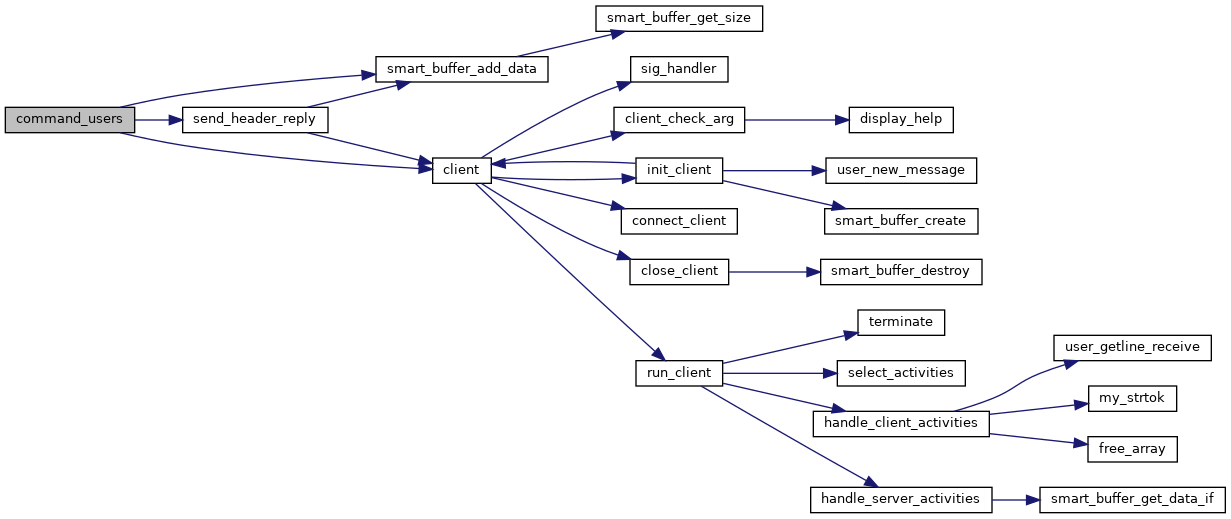 smart_buffer_get_size
smart_buffer_add_data
sig_handler
command_users
send_header_reply
client_check_arg
display_help
client
init_client
user_new_message
connect_client
smart_buffer_create
close_client
smart_buffer_destroy
terminate
user_getline_receive
run_client
select_activities
my_strtok
handle_client_activities
free_array
handle_server_activities
smart_buffer_get_data_if